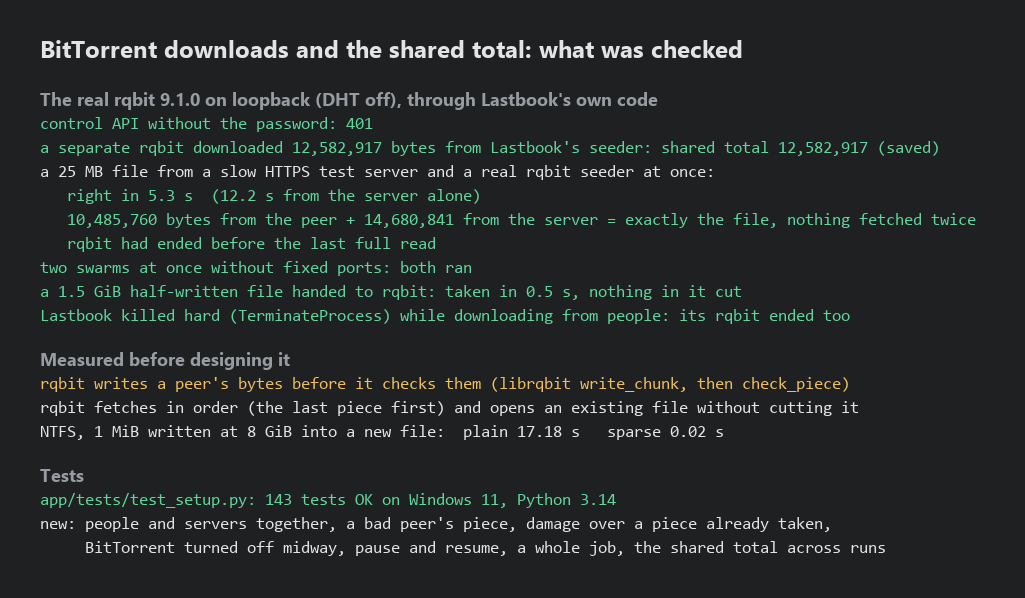 BitTorrent downloads and the shared total: what was checked
The real rqbit 9.1.0 on loopback (DHT off), through Lastbook's own code
control API without the password: 401
a separate rqbit downloaded 12,582,917 bytes from Lastbook's seeder: shared total 12,582,917 (saved)
a 25 MB file from a slow HTTPS test server and a real rqbit seeder at once:
right in 5.3 s  (12.2 s from the server alone)
10,485,760 bytes from the peer + 14,680,841 from the server = exactly the file, nothing fetched twice
rqbit had ended before the last full read
two swarms at once without fixed ports: both ran
a 1.5 GiB half-written file handed to rqbit: taken in 0.5 s, nothing in it cut
Lastbook killed hard (TerminateProcess) while downloading from people: its rqbit ended too
Measured before designing it
rqbit writes a peer's bytes before it checks them (librqbit write_chunk, then check_piece)
rqbit fetches in order (the last piece first) and opens an existing file without cutting it
NTFS, 1 MiB written at 8 GiB into a new file:  plain 17.18 s   sparse 0.02 s
Tests
app/tests/test_setup.py: 143 tests OK on Windows 11, Python 3.14
new: people and servers together, a bad peer's piece, damage over a piece already taken,
BitTorrent turned off midway, pause and resume, a whole job, the shared total across runs